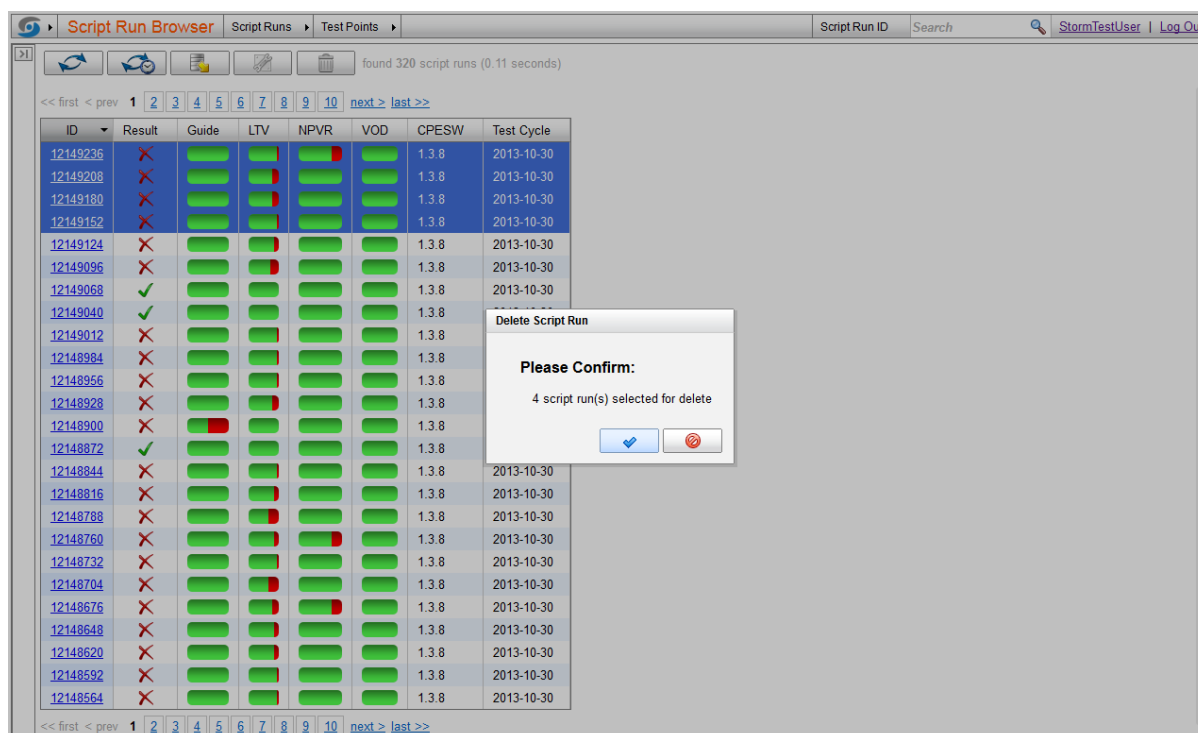 Script Run Browser Script Runs Test Points Script Run ID Search StormTestUser | Log Ou
found 320 script runs (0.11 seconds)
<< first < prev 1 2 3 4 5 6 7 8 9 10 next > last >>
ID Result Guide LTV NPVR VOD CPESW Test Cycle
12149236 1.3.8 2013-10-30
12149208 1.3.8 2013-10-30
12149180 1.3.8 2013-10-30
12149152 1.3.8 2013-10-30
12149124 1.3.8 2013-10-30
12149096 1.3.8 2013-10-30
12149068 1.3.8 2013-10-30
12149040 1.3.8
12149012 1.3.8
12148984 1.3.8
12148956 1.3.8
12148928 1.3.8
12148900 1.3.8
12148872 1.3.8
Delete Script Run
Please Confirm:
4 script run(s) selected for delete
12148844 1.3.8 2013-10-30
12148816 1.3.8 2013-10-30
12148788 1.3.8 2013-10-30
12148760 1.3.8 2013-10-30
12148732 1.3.8 2013-10-30
12148704 1.3.8 2013-10-30
12148676 1.3.8 2013-10-30
12148648 1.3.8 2013-10-30
12148620 1.3.8 2013-10-30
12148592 1.3.8 2013-10-30
12148564 1.3.8 2013-10-30
<< first < prev 1 2 3 4 5 6 7 8 9 10 next > last >>